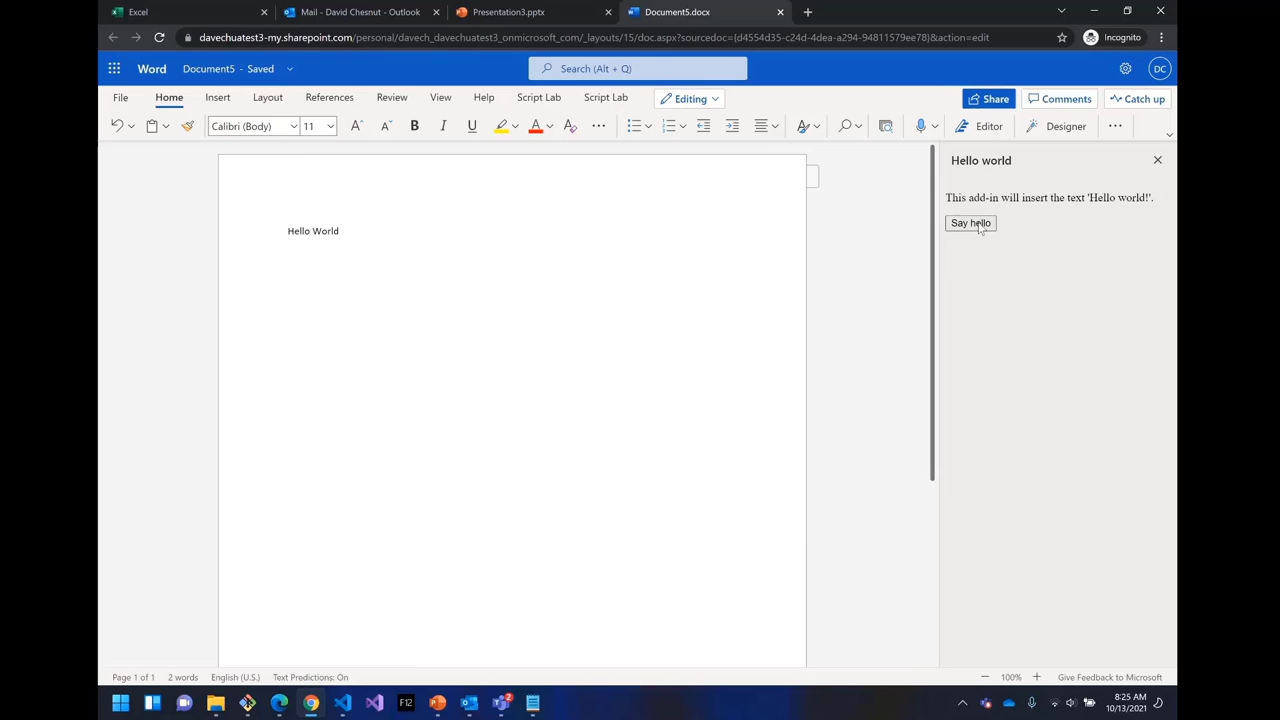 Excel
Mail - David Chesnut - Outlook
Presentation3.pptx
Document5.docx
davechuatest3-my.sharepoint.com/personal/davech_davechuatest3_onmicrosoft_com/_layouts/15/doc.aspx?sourcedoc={d4554d35-c24d-4dea-a294-94811579ee78}&action=edit
Incognito
Word
Document5 - Saved
Search (Alt + Q)
DC
File
Home
Insert
Layout
References
Review
View
Help
Script Lab
Script Lab
Editing
Share
Comments
Catch up
Calibri (Body)
11
B
I
U
Editor
Designer
Hello world
This add-in will insert the text 'Hello world!'.
Say hello
Hello World
Page 1 of 1
2 words
English (U.S.)
Text Predictions: On
100%
Give Feedback to Microsoft
F12
2
8:25 AM
10/13/2021